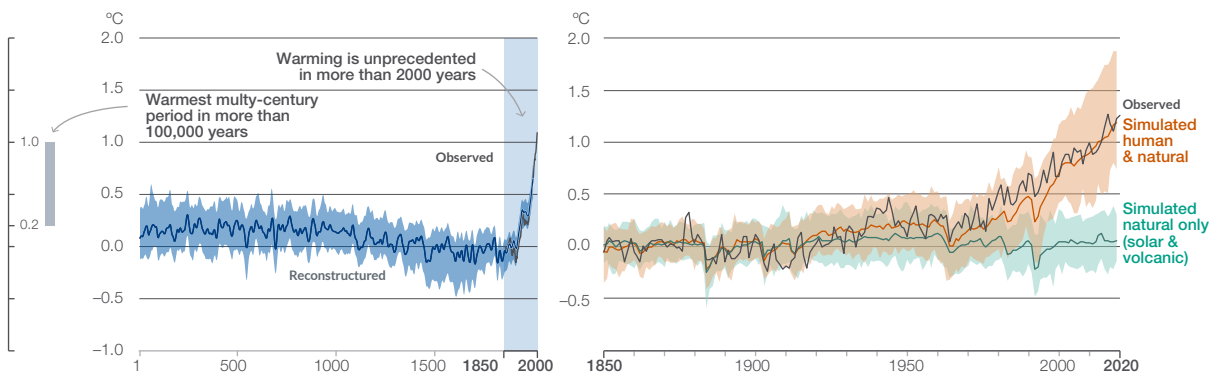 ºC
2.0
1.5
1.0
0.5
0.0
−0.5
−1.0
1.0
0.2
Warming is unprecedented
in more than 2000 years
Warmest multy-century
period in more than
100,000 years
Observed
Reconstructed
1
500
1000
1500
1850
2000
ºC
2.0
1.5
1.0
0.5
0.0
−0.5
Observed
Simulated
human
& natural
Simulated
natural only
(solar &
volcanic)
1850
1900
1950
2000
2020